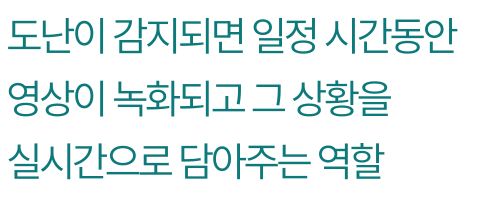 도난이 감지되면 일정 시간동안
영상이 녹화되고 그 상황을
실시간으로 담아주는 역할